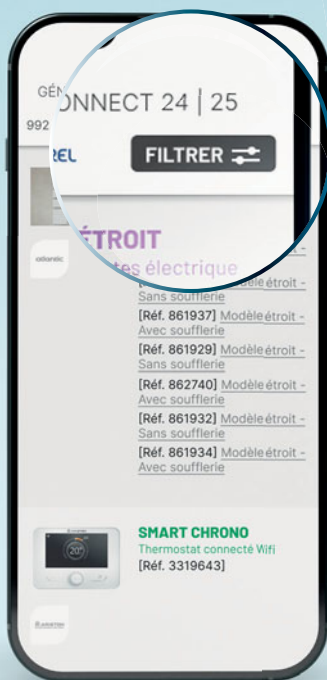 GÉN
ONNECT 24 | 25
992
REL
FILTRER
ÉTROIT
tes électrique
Sans soufflerie
[Réf. 861937] Modèle étroit -
Avec soufflerie
[Réf. 861929] Modèle étroit -
Sans soufflerie
[Réf. 862740] Modèle étroit -
Avec soufflerie
[Réf. 861932] Modèle étroit -
Sans soufflerie
[Réf. 861934] Modèle étroit -
Avec soufflerie
atlantic
20°
SMART CHRONO
Thermostat connecté Wifi
[Réf. 3319643]
ARISTON